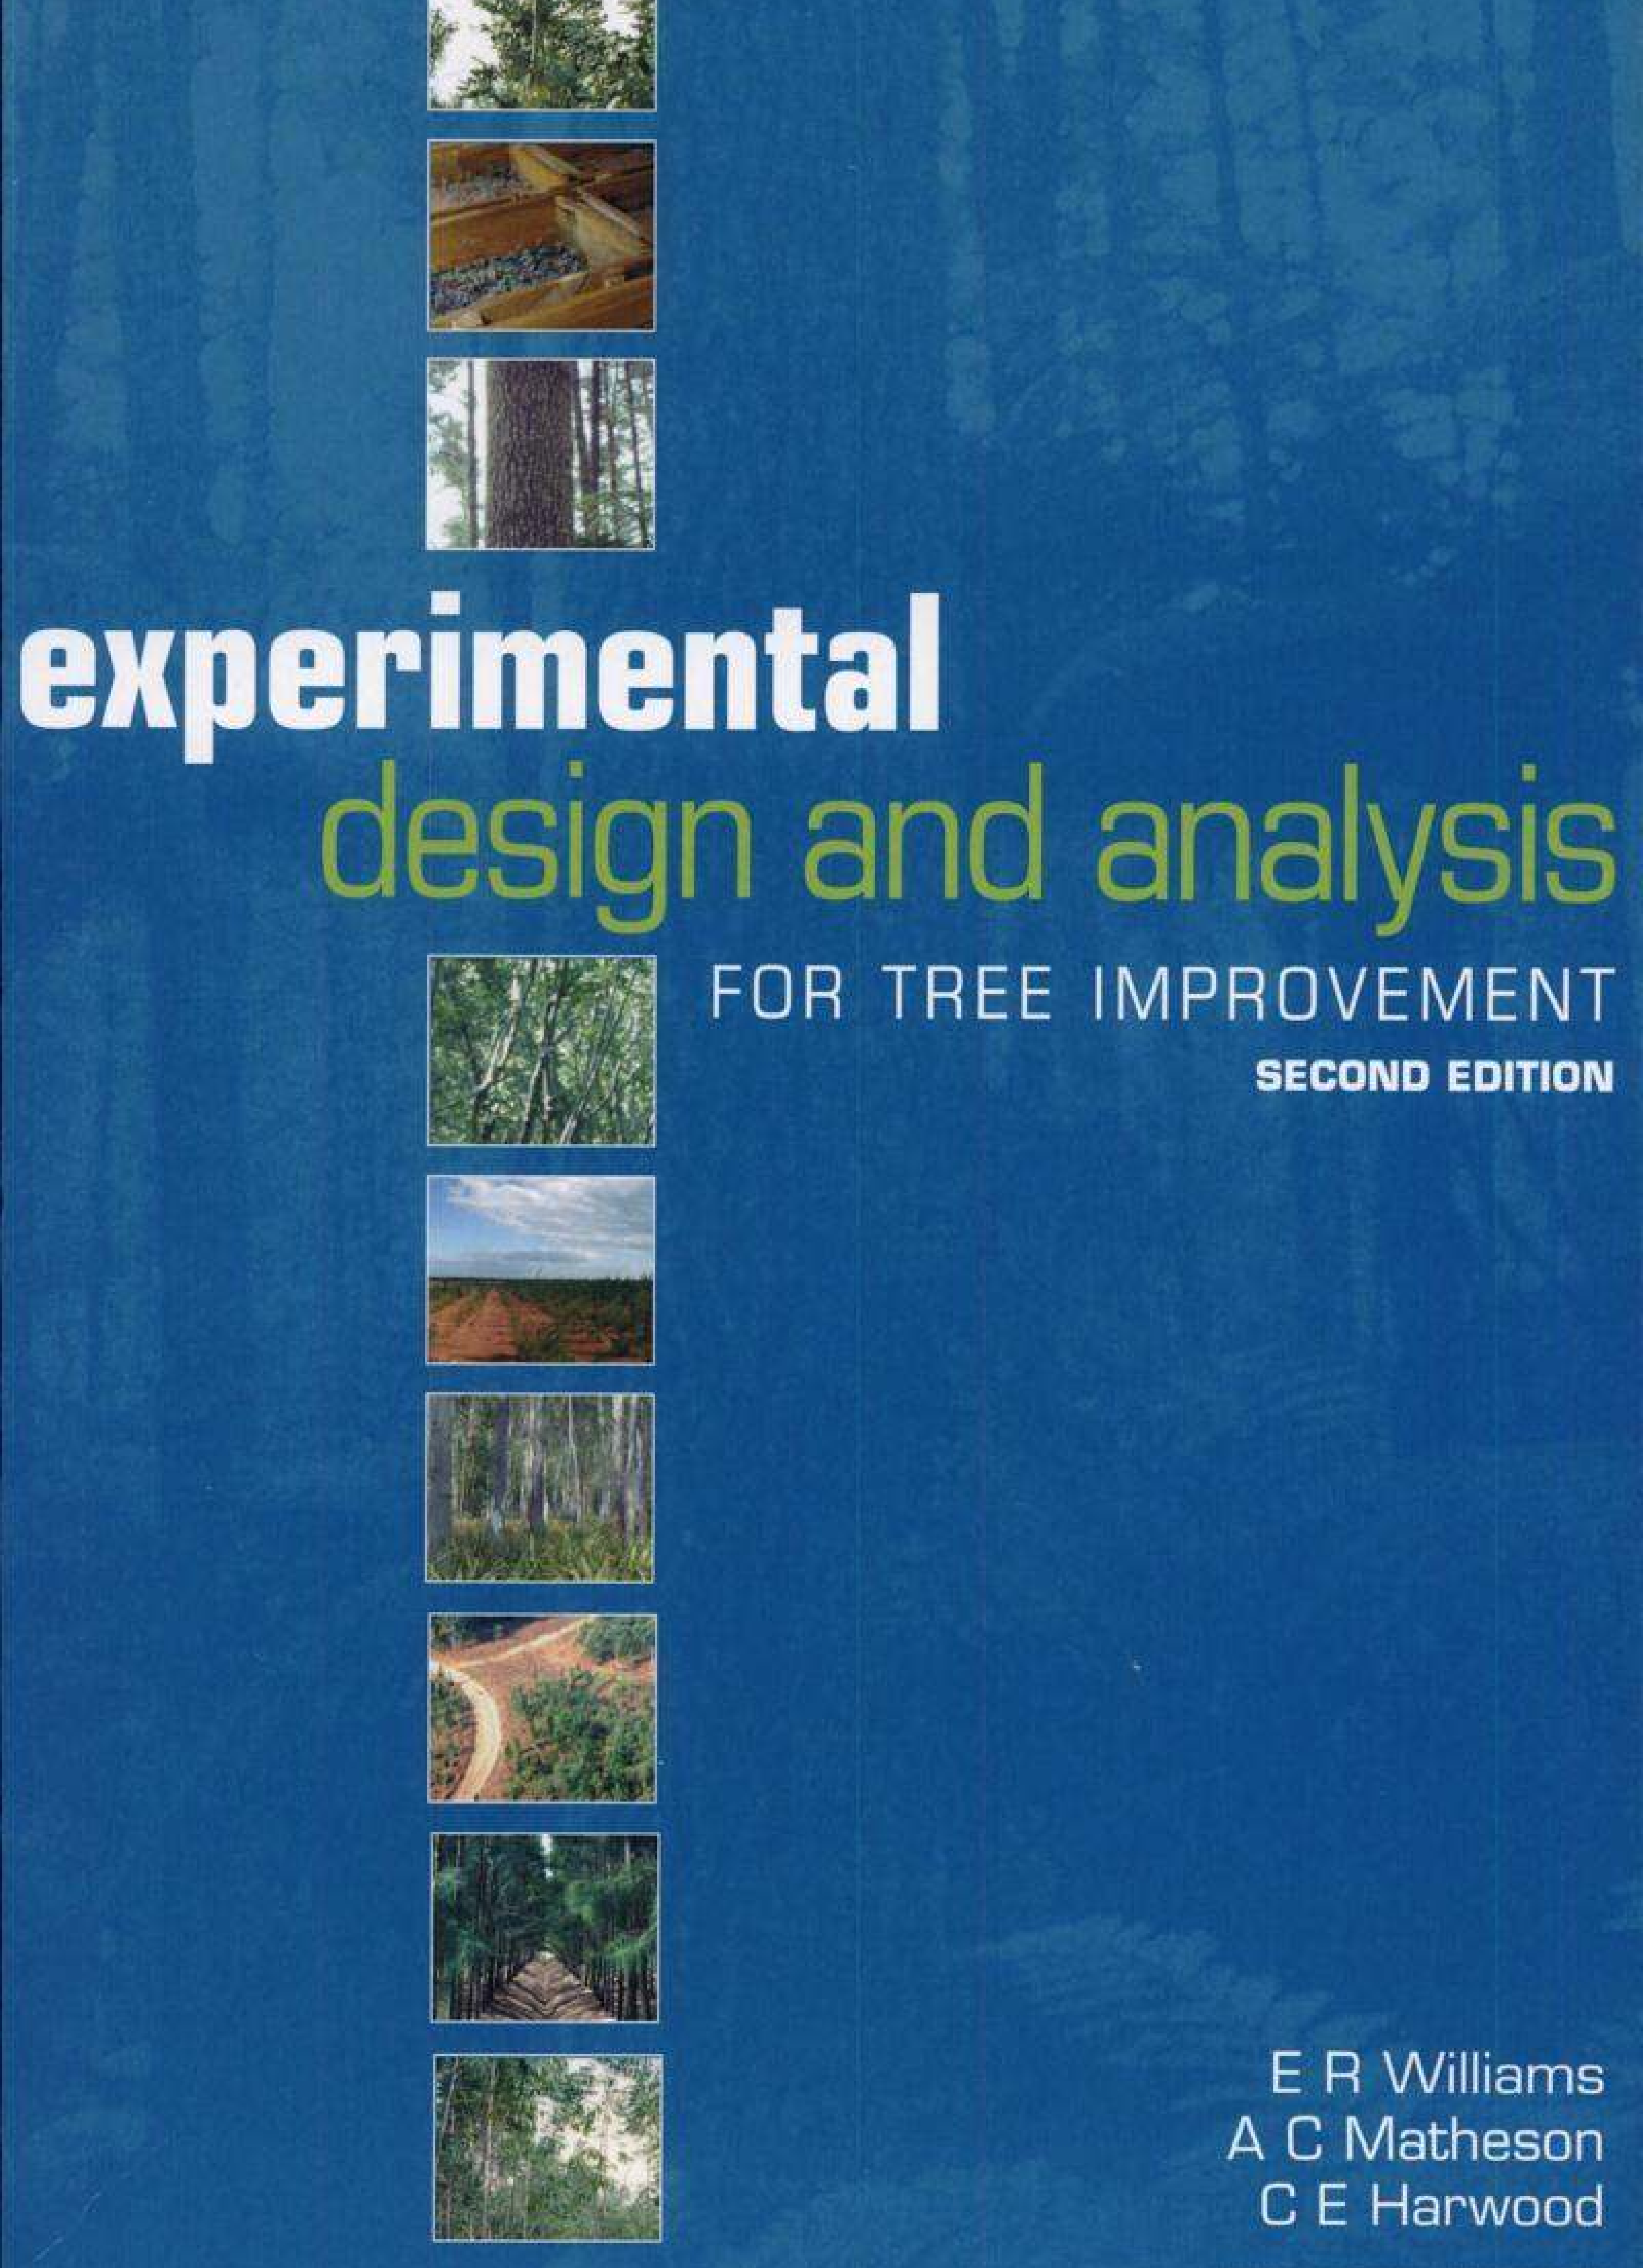 experimental
design and analysis
FOR TREE IMPROVEMENT
SECOND EDITION
E R Williams
A C Matheson
C E Harwood